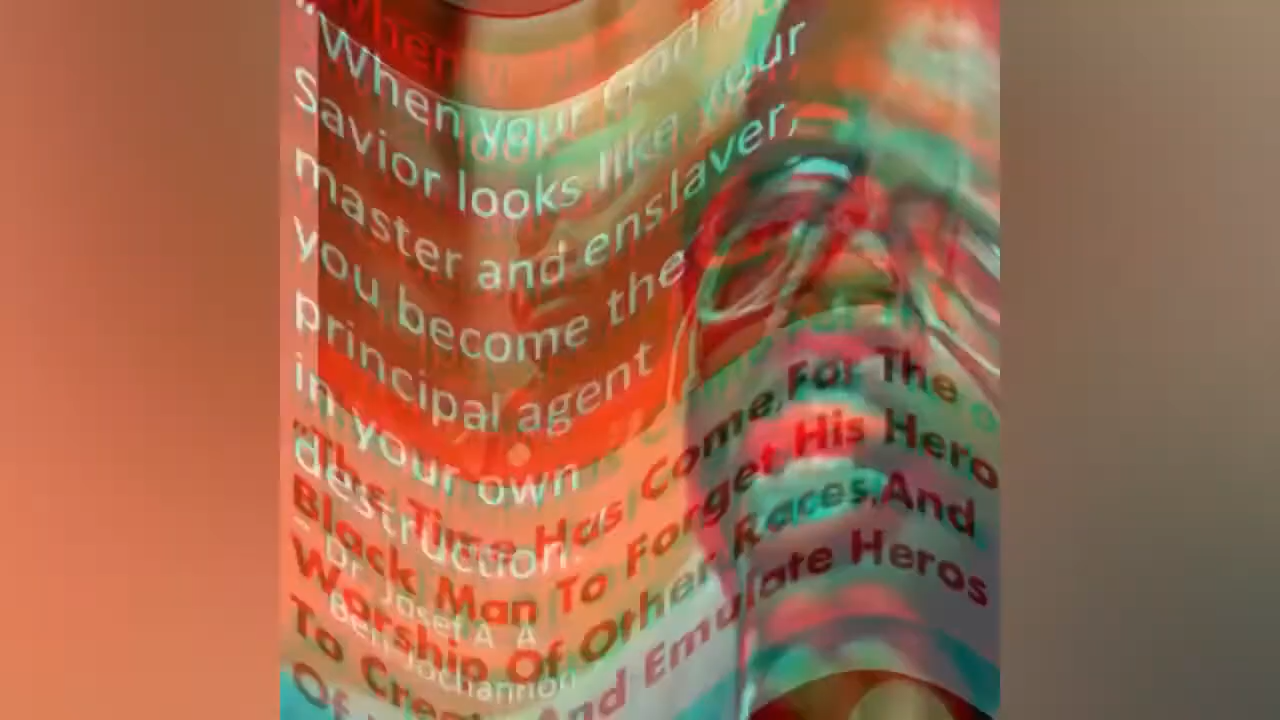 "When your God and
Savior looks like your
master and enslaver,
you become the
principal agent
in your own
destruction."
Dr Josef A A
Ben Jochannon
"The Time Has Come For The
Black Man To Forget His Hero
Worship Of Other Races, And
To Create And Emulate Heros
Of